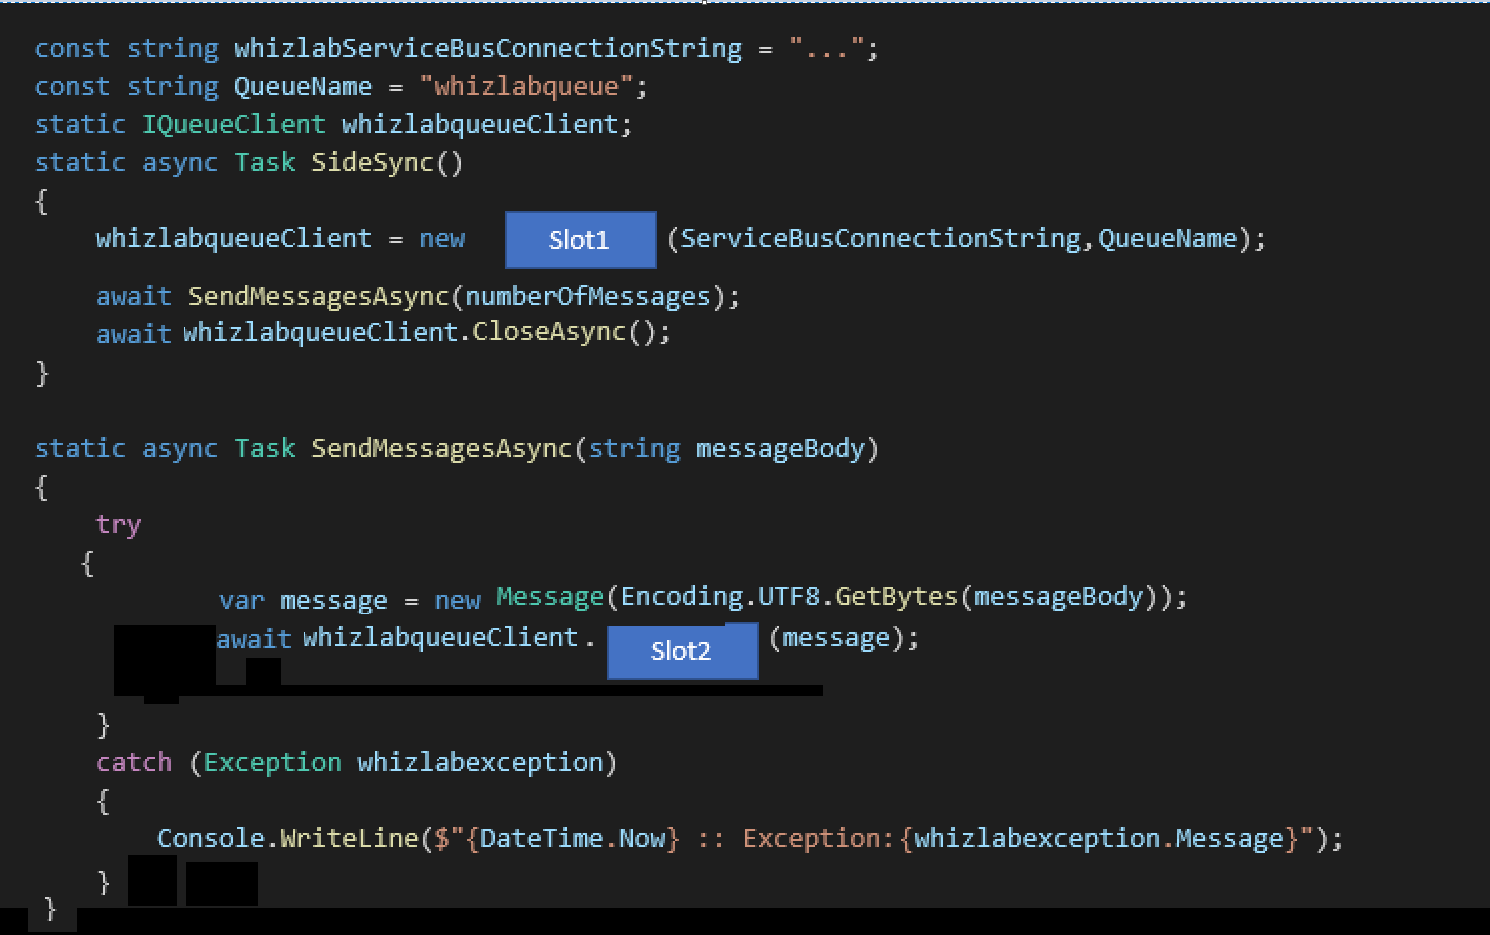 const string whizlabServiceBusConnectionString = "...";
const string QueueName = "whizlabqueue";
static IQueueClient whizlabqueueClient;
static async Task SideSync()
{
whizlabqueueClient = new Slot1 (ServiceBusConnectionString,QueueName);
await SendMessagesAsync(numberOfMessages);
await whizlabqueueClient.CloseAsync();
}
static async Task SendMessagesAsync(string messageBody)
{
try
{
var message = new Message(Encoding.UTF8.GetBytes(messageBody));
await whizlabqueueClient. Slot2 (message);
}
catch (Exception whizlabexception)
{
Console.WriteLine($"{DateTime.Now} :: Exception:{whizlabexception.Message}");
}
}